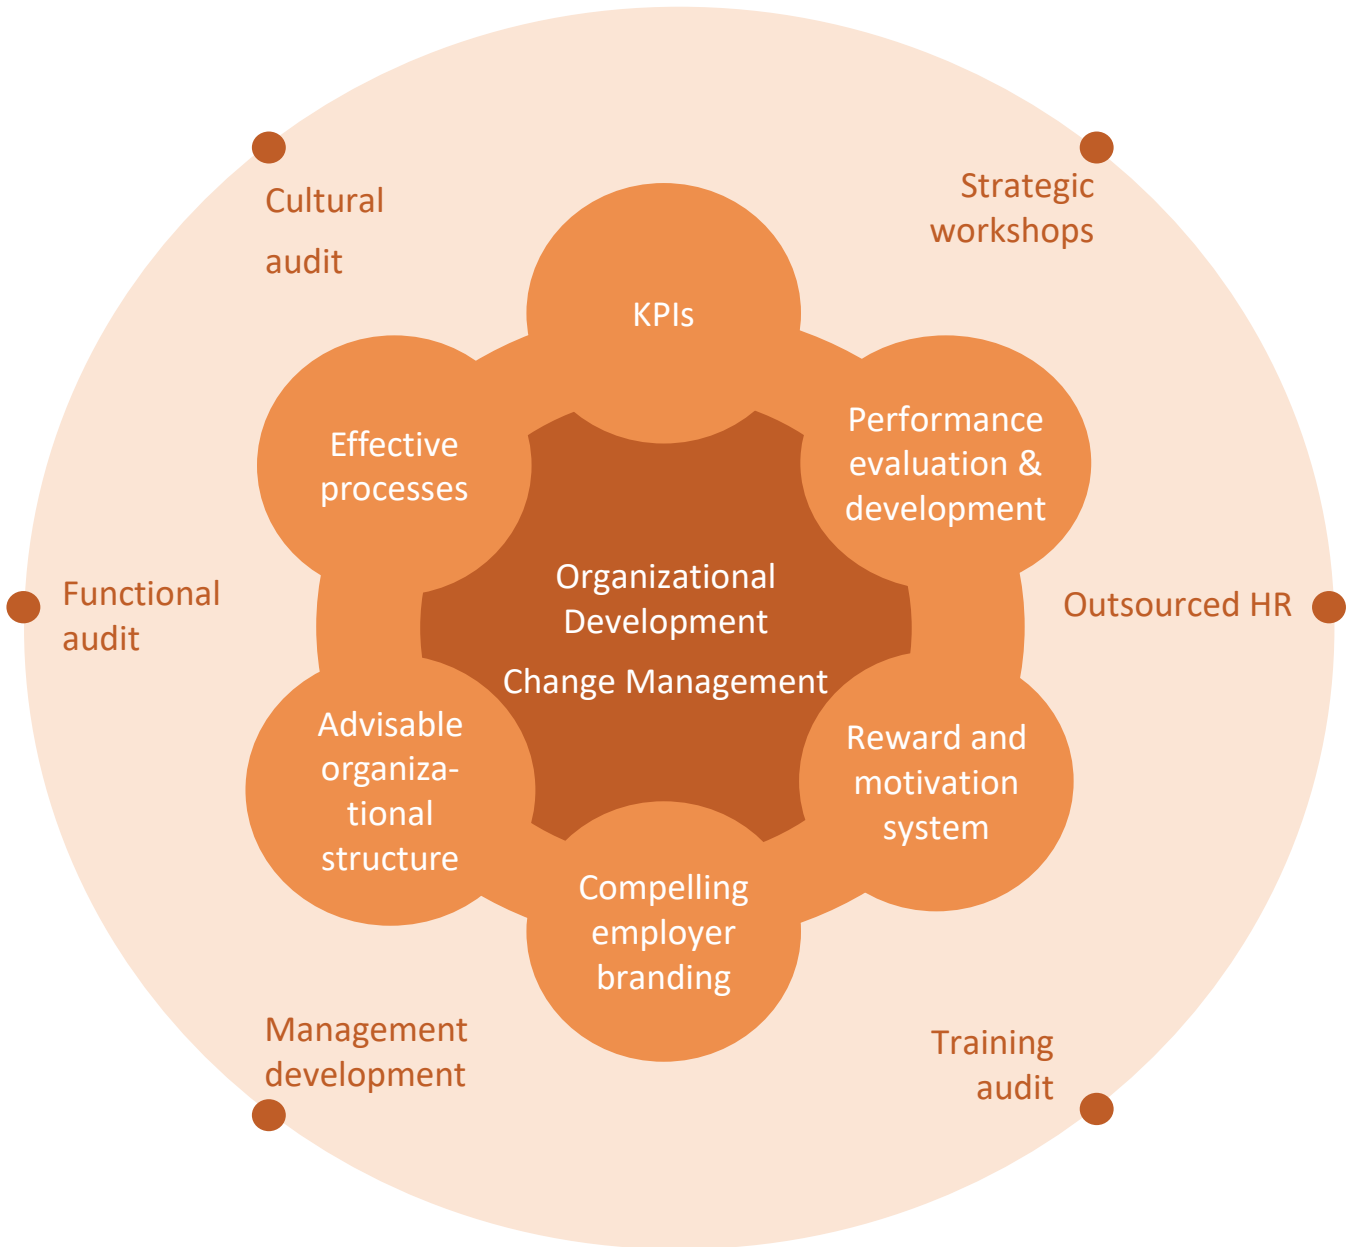 Cultural
audit
Strategic
workshops
KPIs
Effective
processes
Performance
evaluation &
development
Functional
audit
Organizational
Development
Change Management
Outsourced HR
Advisable
organiza-
tional
structure
Reward and
motivation
system
Compelling
employer
branding
Management
development
Training
audit